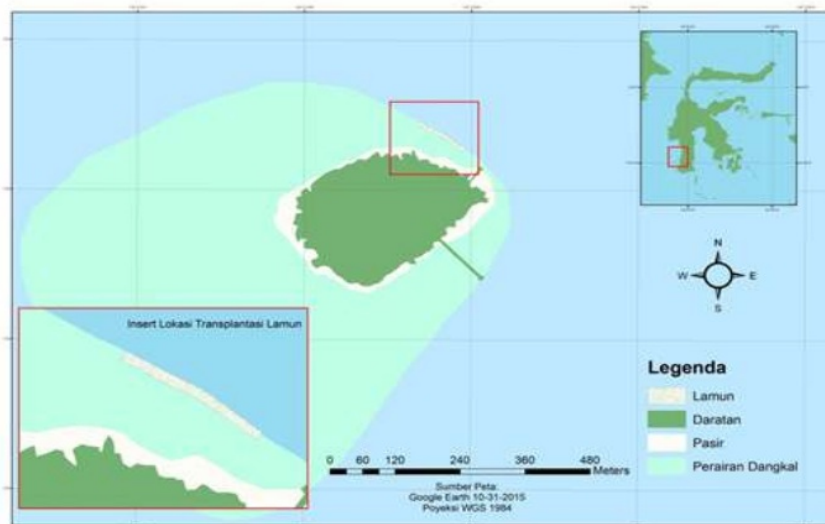 Insert Lokasi Transplantasi Lamun
N
W E
S
Legenda
Lamun
Daratan
Pasir
Perairan Dangkal
0 30 60 120 240 360 480
Meters
Sumber Peta:
Google Earth 10-31-2015
Poyeksi WGS 1984